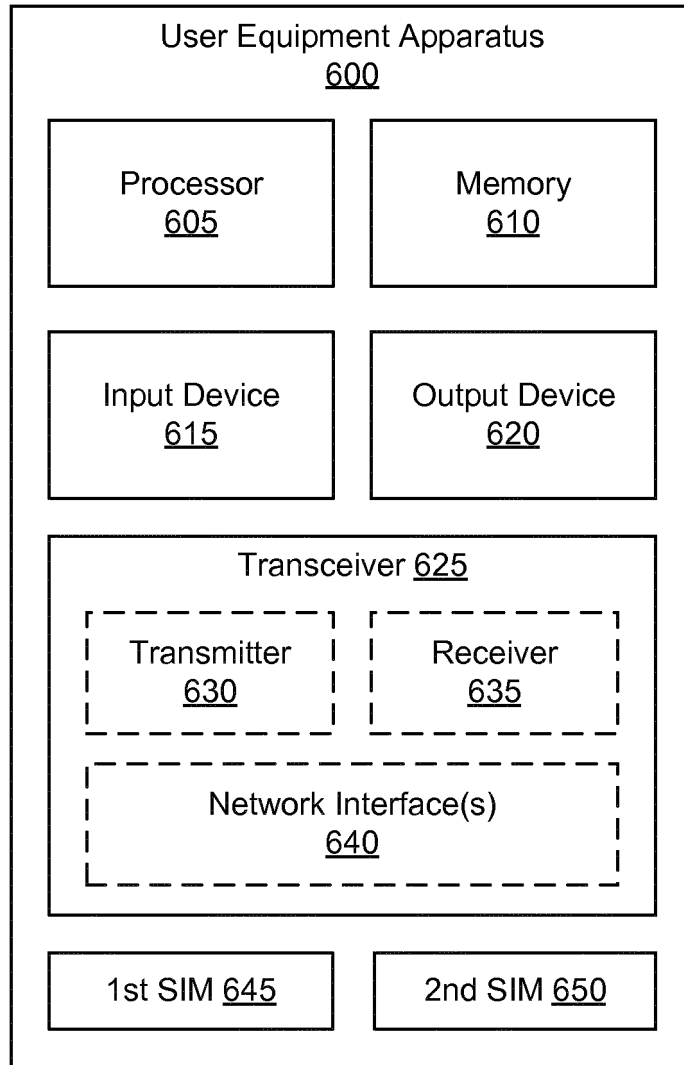 User Equipment Apparatus
600
Processor
605
Memory
610
Input Device
615
Output Device
620
Transceiver 625
Transmitter
630
Receiver
635
Network Interface(s)
640
1st SIM 645
2nd SIM 650